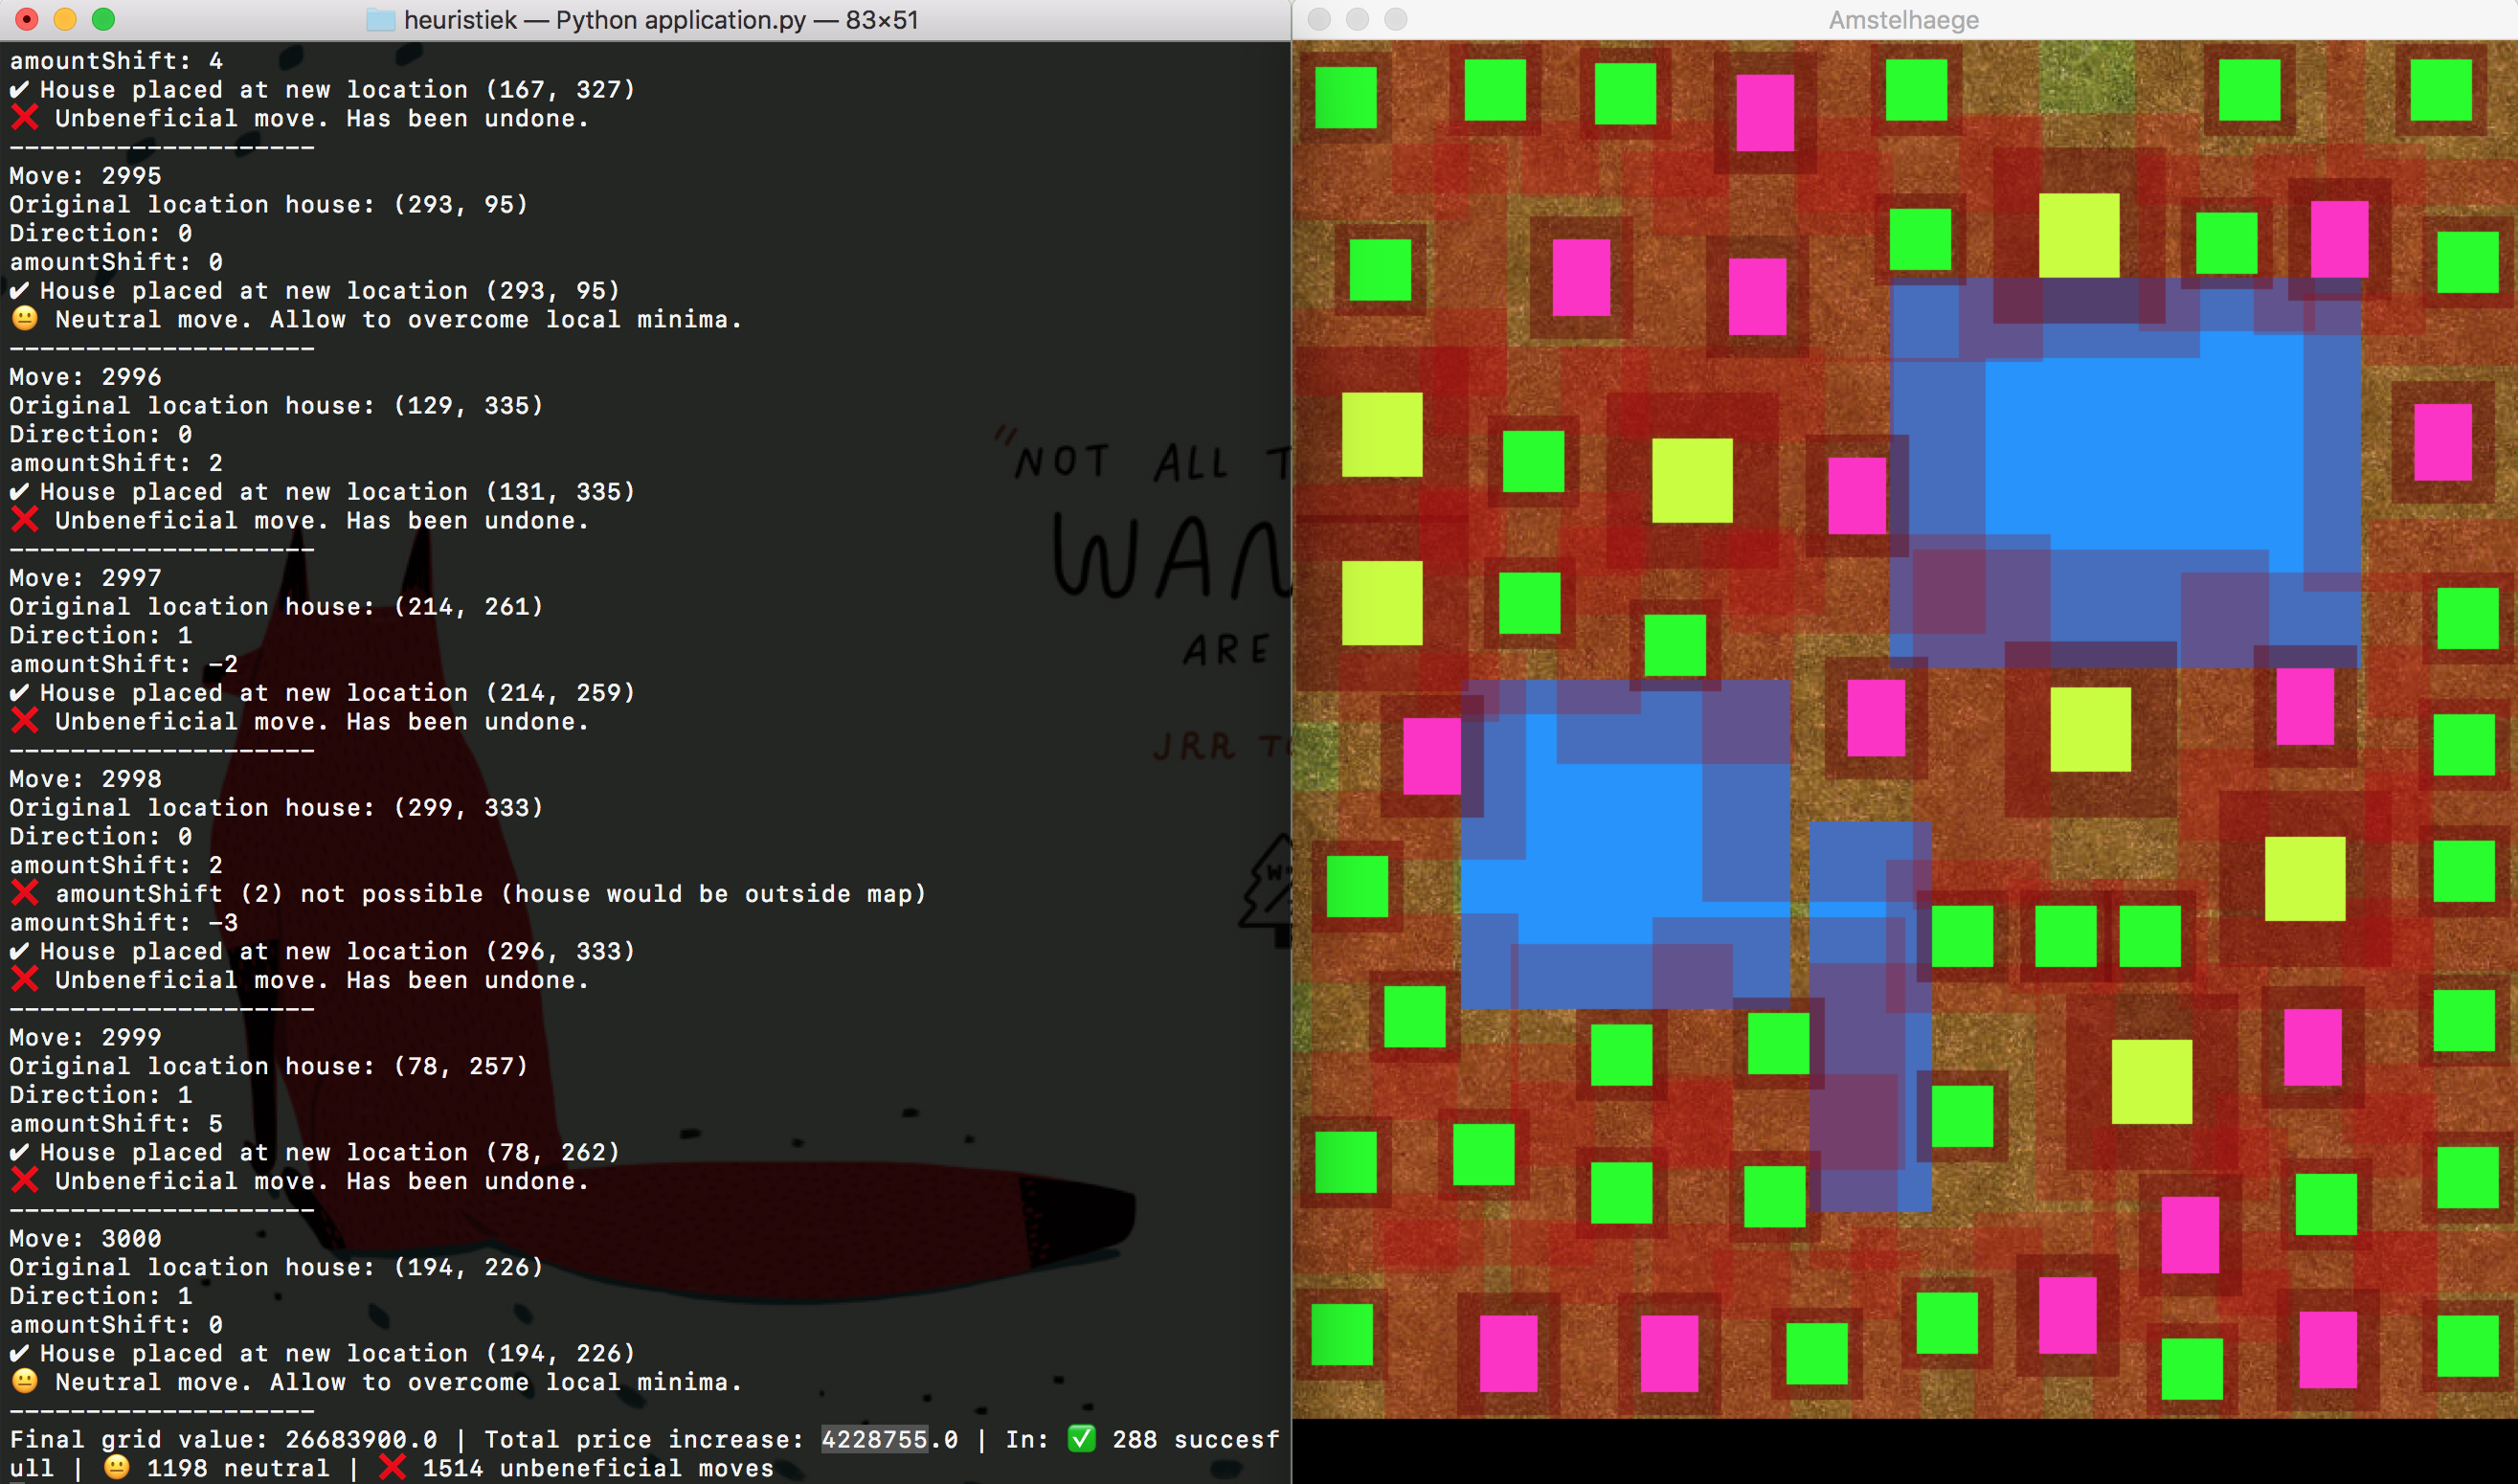 heuristiek — Python application.py — 83×51
amountShift: 4
✔ House placed at new location (167, 327)
❌ Unbeneficial move. Has been undone.
--------------------
Move: 2995
Original location house: (293, 95)
Direction: 0
amountShift: 0
✔ House placed at new location (293, 95)
😐 Neutral move. Allow to overcome local minima.
--------------------
Move: 2996
Original location house: (129, 335)
Direction: 0
amountShift: 2
✔ House placed at new location (131, 335)
❌ Unbeneficial move. Has been undone.
--------------------
Move: 2997
Original location house: (214, 261)
Direction: 1
amountShift: -2
✔ House placed at new location (214, 259)
❌ Unbeneficial move. Has been undone.
--------------------
Move: 2998
Original location house: (299, 333)
Direction: 0
amountShift: 2
❌ amountShift (2) not possible (house would be outside map)
amountShift: -3
✔ House placed at new location (296, 333)
❌ Unbeneficial move. Has been undone.
--------------------
Move: 2999
Original location house: (78, 257)
Direction: 1
amountShift: 5
✔ House placed at new location (78, 262)
❌ Unbeneficial move. Has been undone.
--------------------
Move: 3000
Original location house: (194, 226)
Direction: 1
amountShift: 0
✔ House placed at new location (194, 226)
😐 Neutral move. Allow to overcome local minima.
--------------------
Final grid value: 26683900.0 | Total price increase: 4228755.0 | In: ✅ 288 succesf
ull | 😐 1198 neutral | ❌ 1514 unbeneficial moves
"NOT ALL
ARE
JRR
Amstelhaege